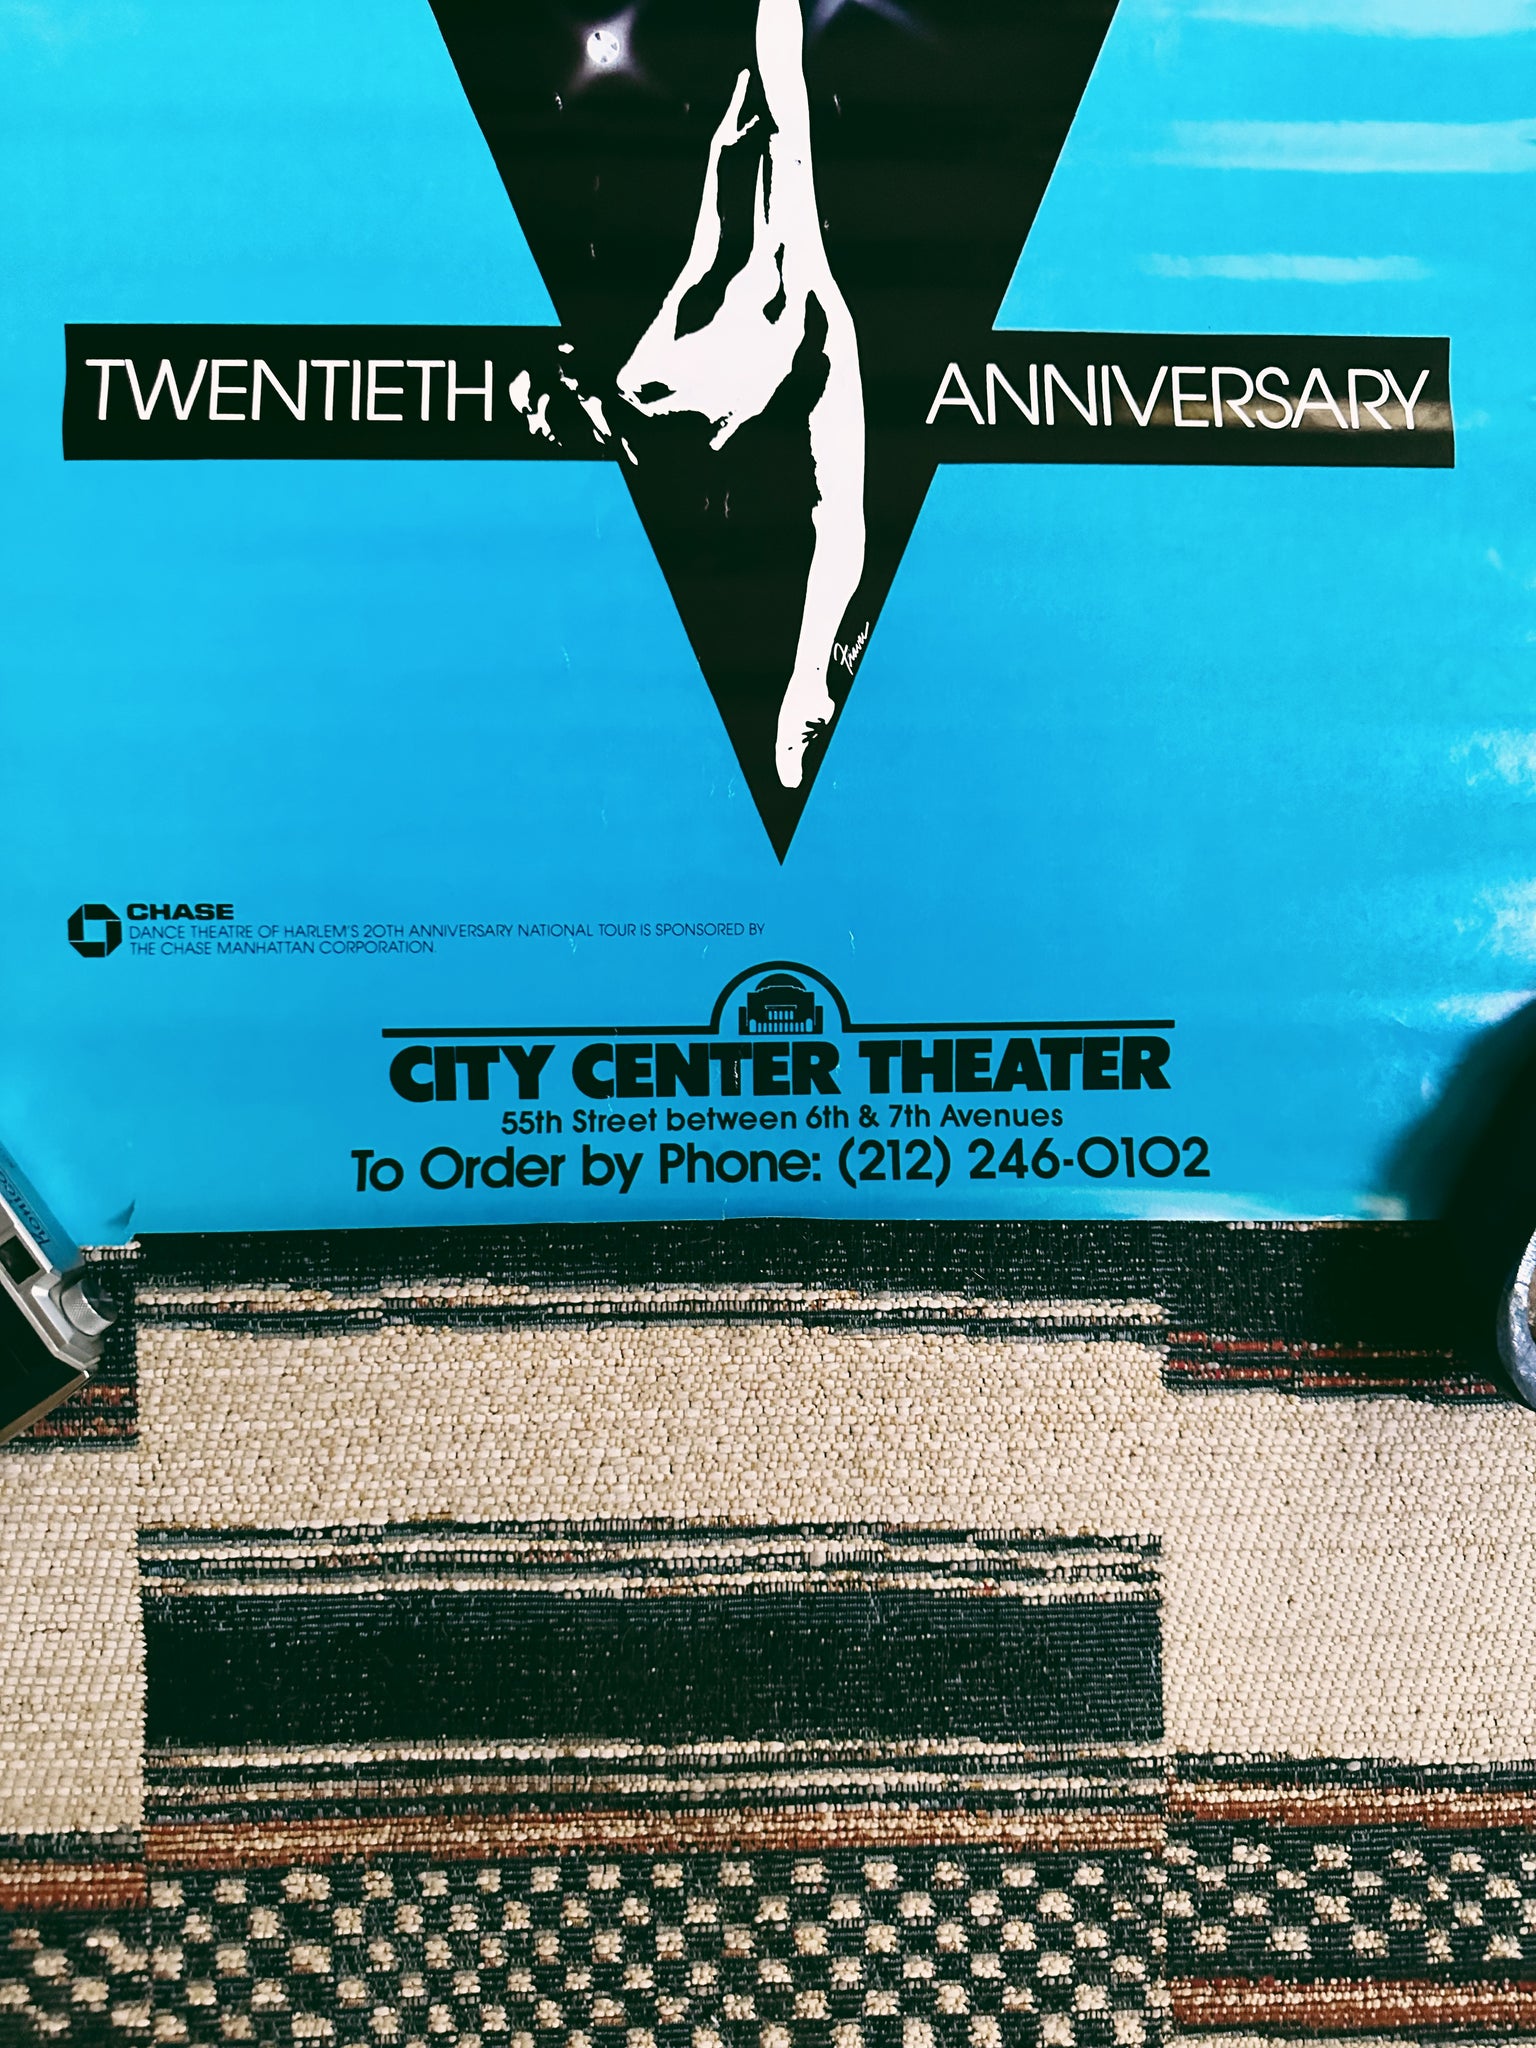 TWENTIETH ANNIVERSARY
CHASE
DANCE THEATRE OF HARLEM'S 20TH ANNIVERSARY NATIONAL TOUR IS SPONSORED BY
THE CHASE MANHATTAN CORPORATION.
CITY CENTER THEATER
55th Street between 6th & 7th Avenues
To Order by Phone: (212) 246-0102